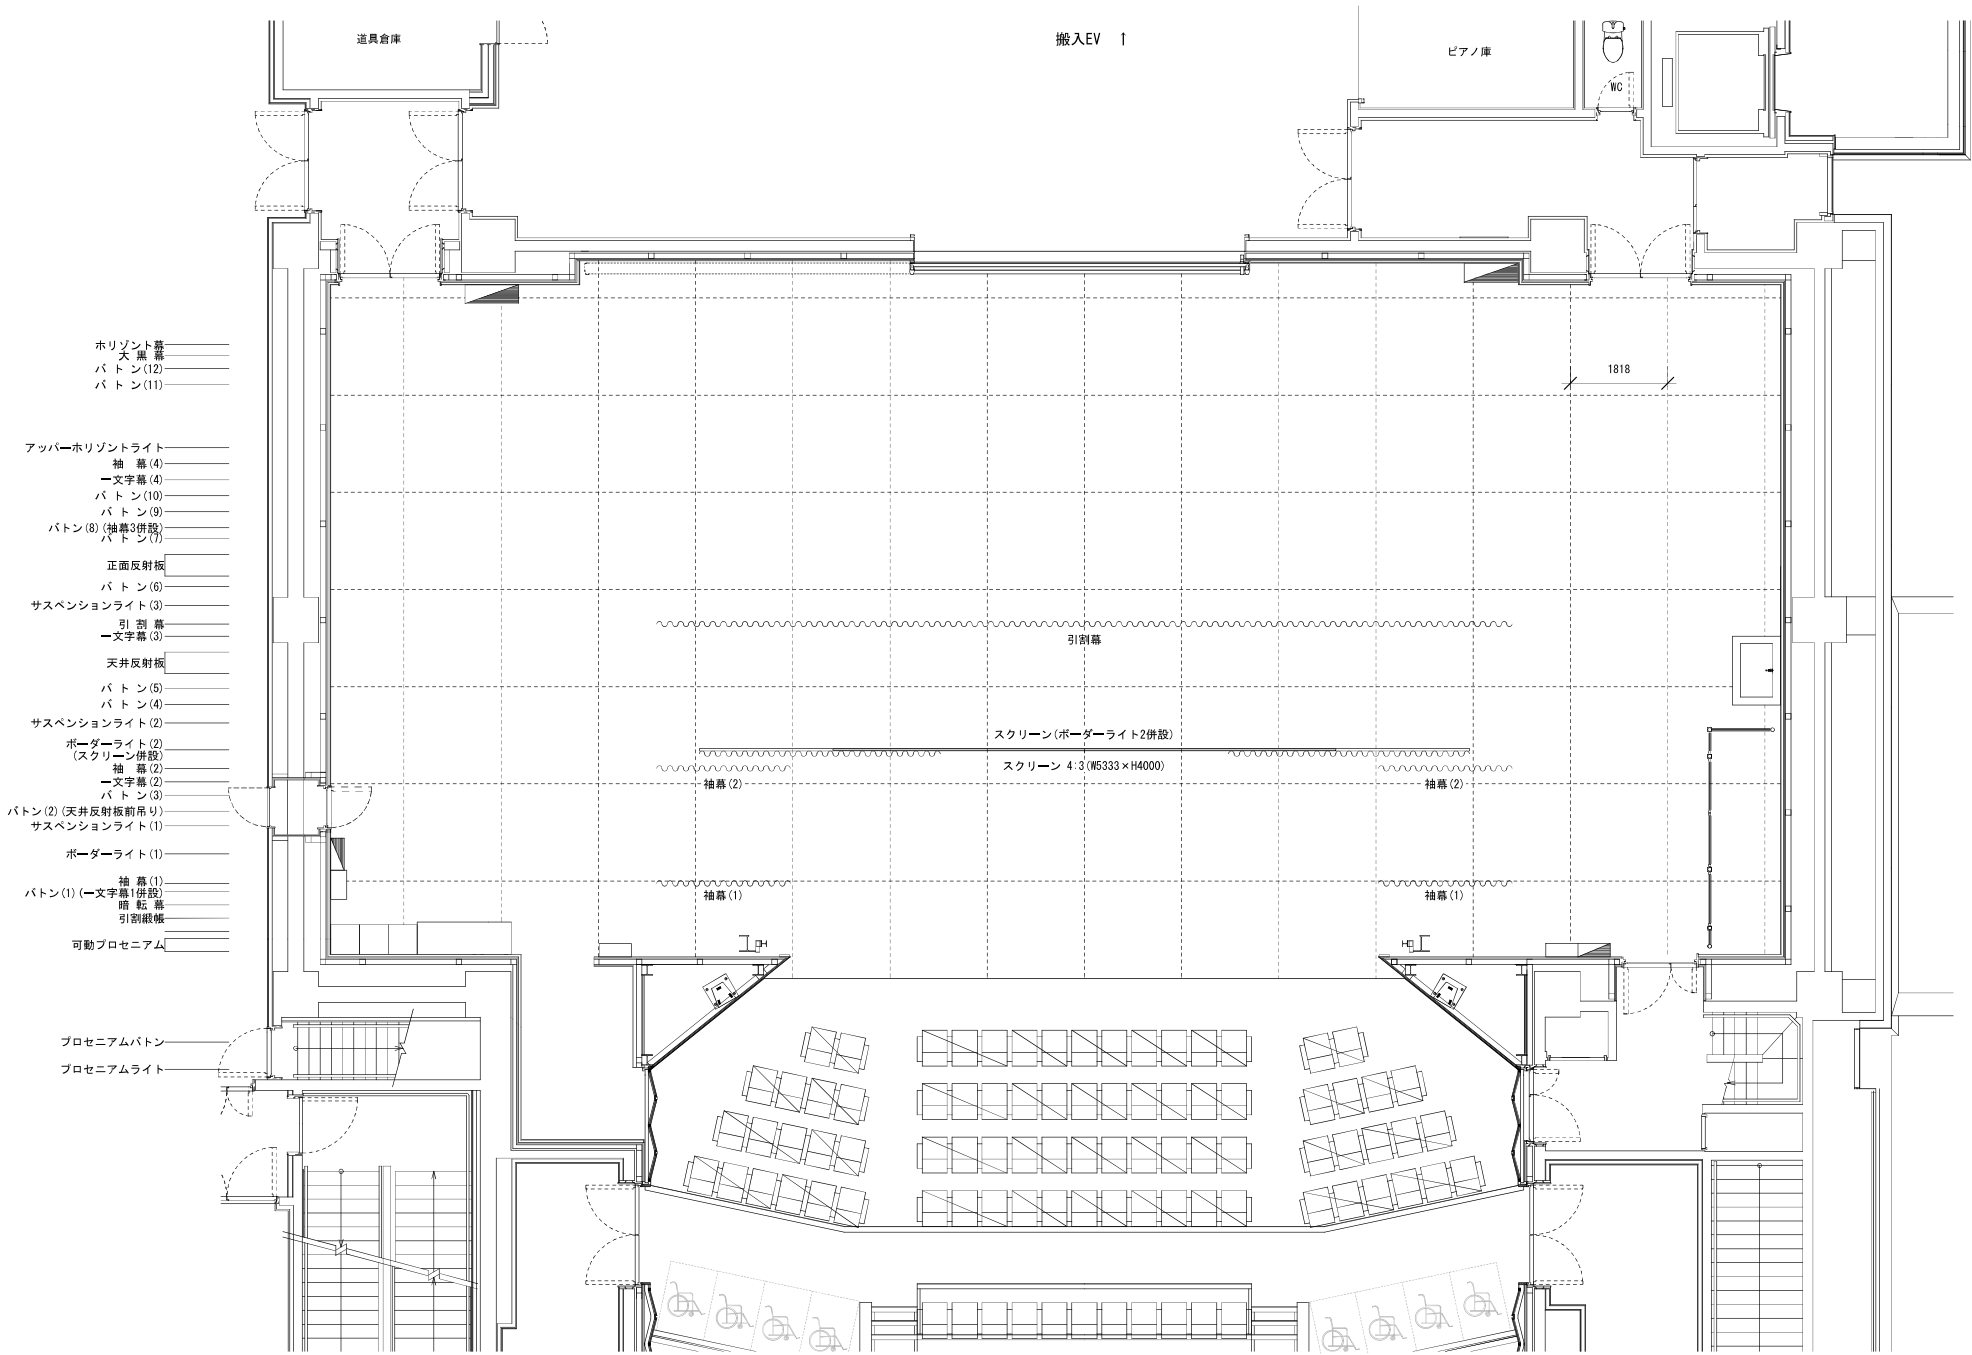 道具倉庫
搬入EV ↑
ピアノ庫
WC
ホリゾント幕
大 黒 幕
バ ト ン(12)
バ ト ン(11)
1818
アッパーホリゾントライト
袖 幕(4)
一文字幕(4)
バ ト ン(10)
バ ト ン(9)
バトン(8)(袖幕3併設)
バ ト ン(7)
正面反射板
バ ト ン(6)
サスペンションライト(3)
引 割 幕
一文字幕(3)
引割幕
天井反射板
バ ト ン(5)
バ ト ン(4)
サスペンションライト(2)
ボーダーライト(2)
(スクリーン併設)
スクリーン(ボーダーライト2併設)
スクリーン 4:3(W5333×H4000)
袖 幕(2)
一文字幕(2)
袖幕(2)
袖幕(2)
バ ト ン(3)
バトン(2)(天井反射板前吊り)
サスペンションライト(1)
ボーダーライト(1)
袖 幕(1)
バトン(1)(一文字幕1併設)
袖幕(1)
袖幕(1)
暗 転 幕
引割緞帳
可動プロセニアム
プロセニアムバトン
プロセニアムライト